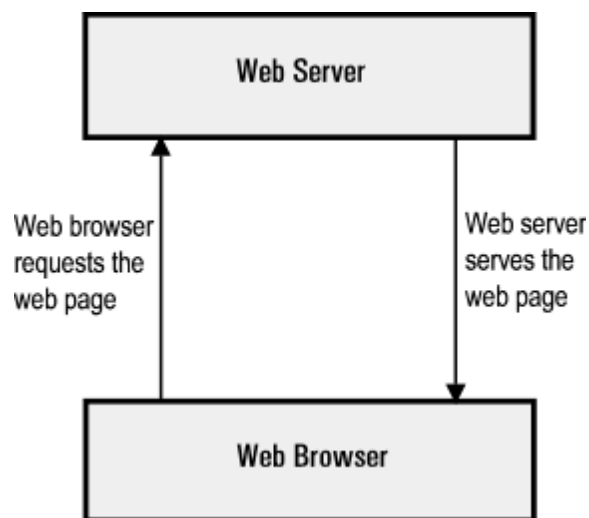 Web Server
Web browser
requests the
web page
Web server
serves the
web page
Web Browser